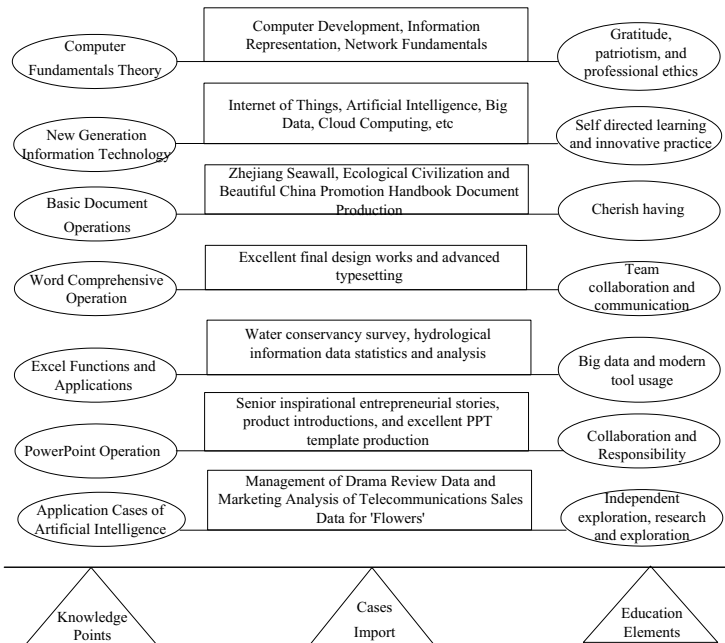 Computer
Fundamentals Theory
Computer Development, Information
Representation, Network Fundamentals
Gratitude,
patriotism, and
professional ethics
New Generation
Information Technology
Internet of Things, Artificial Intelligence, Big
Data, Cloud Computing, etc
Self directed learning
and innovative practice
Basic Document
Operations
Zhejiang Seawall, Ecological Civilization and
Beautiful China Promotion Handbook Document
Production
Cherish having
Word Comprehensive
Operation
Excellent final design works and advanced
typesetting
Team
collaboration and
communication
Excel Functions and
Applications
Water conservancy survey, hydrological
information data statistics and analysis
Big data and modern
tool usage
PowerPoint Operation
Senior inspirational entrepreneurial stories,
product introductions, and excellent PPT
template production
Collaboration and
Responsibility
Application Cases of
Artificial Intelligence
Management of Drama Review Data and
Marketing Analysis of Telecommunications Sales
Data for 'Flowers'
Independent
exploration, research
and exploration
Knowledge
Points
Cases
Import
Education
Elements